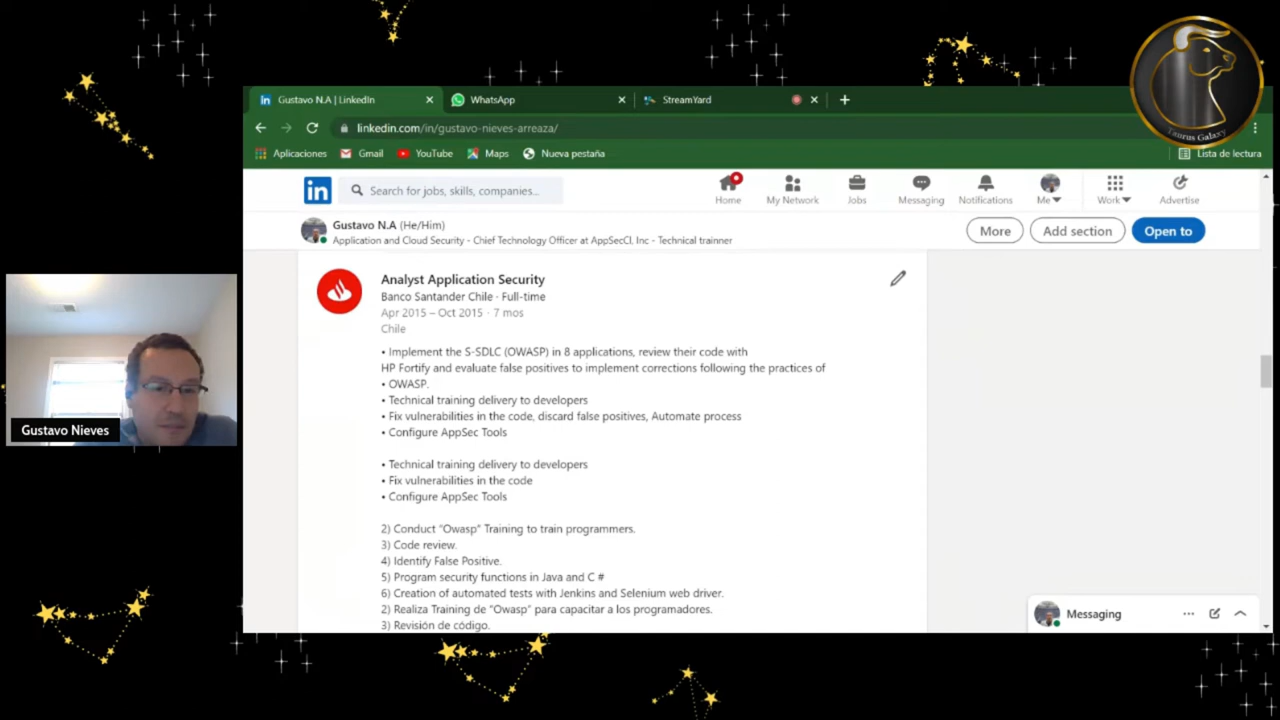 Taurus Galaxy
Gustavo N.A | LinkedIn
WhatsApp
StreamYard
linkedin.com/in/gustavo-nieves-arreaza/
Aplicaciones
Gmail
YouTube
Maps
Nueva pestaña
Lista de lectura
in
Search for jobs, skills, companies...
Home
My Network
Jobs
Messaging
Notifications
Me
Work
Advertise
Gustavo N.A (He/Him)
Application and Cloud Security - Chief Technology Officer at AppSecCl, Inc - Technical trainner
More
Add section
Open to
Analyst Application Security
Banco Santander Chile · Full-time
Apr 2015 – Oct 2015 · 7 mos
Chile
• Implement the S-SDLC (OWASP) in 8 applications, review their code with
HP Fortify and evaluate false positives to implement corrections following the practices of
• OWASP.
• Technical training delivery to developers
• Fix vulnerabilities in the code, discard false positives, Automate process
• Configure AppSec Tools
• Technical training delivery to developers
• Fix vulnerabilities in the code
• Configure AppSec Tools
2) Conduct “Owasp” Training to train programmers.
3) Code review.
4) Identify False Positive.
5) Program security functions in Java and C #
6) Creation of automated tests with Jenkins and Selenium web driver.
2) Realiza Training de “Owasp” para capacitar a los programadores.
3) Revisión de código.
Gustavo Nieves
Messaging